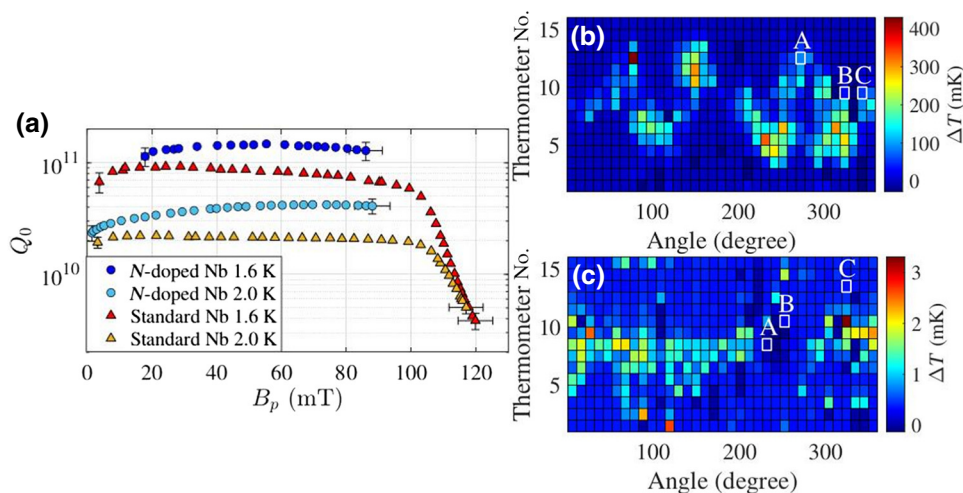 (a)
10^11
10^10
Q_0
N-doped Nb 1.6 K
N-doped Nb 2.0 K
Standard Nb 1.6 K
Standard Nb 2.0 K
0 20 40 60 80 100 120
B_p (mT)
(b)
A
B C
Thermometer No.
15
10
5
100 200 300
Angle (degree)
400
300
200
100
0
ΔT (mK)
(c)
C
B
A
Thermometer No.
15
10
5
100 200 300
Angle (degree)
3
2
1
0
ΔT (mK)